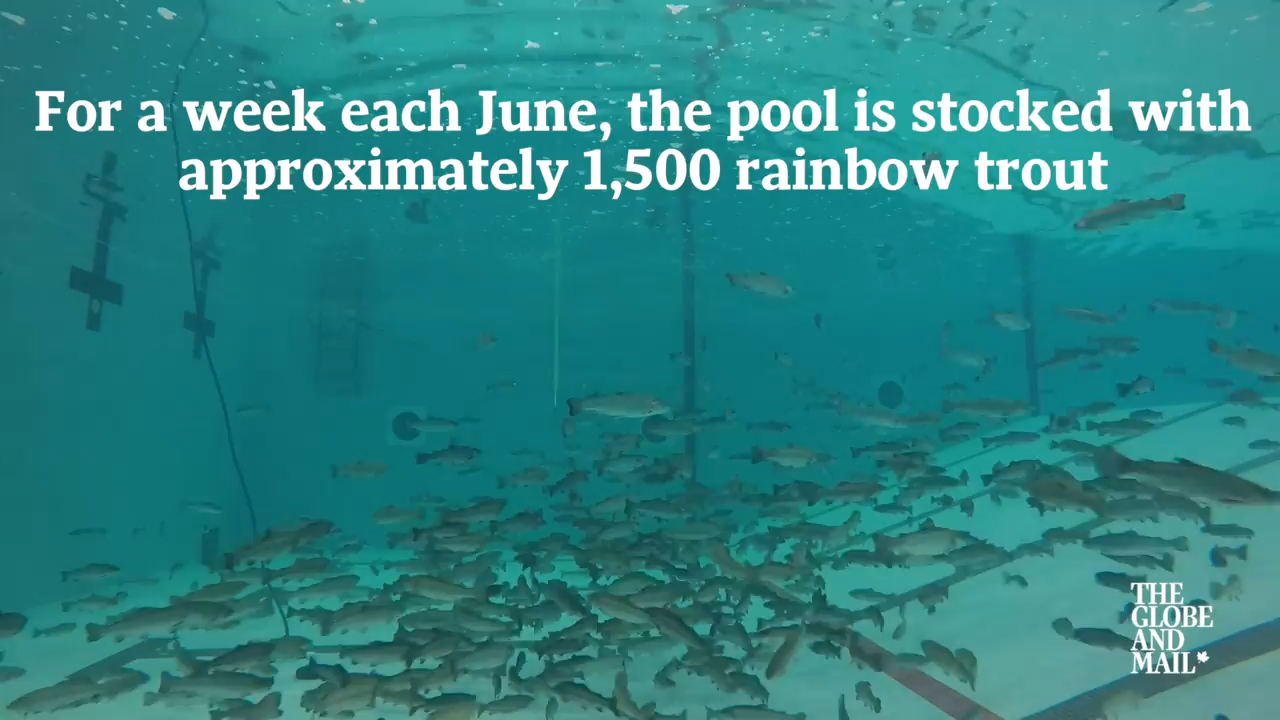 For a week each June, the pool is stocked with
approximately 1,500 rainbow trout
THE
GLOBE
AND
MAIL